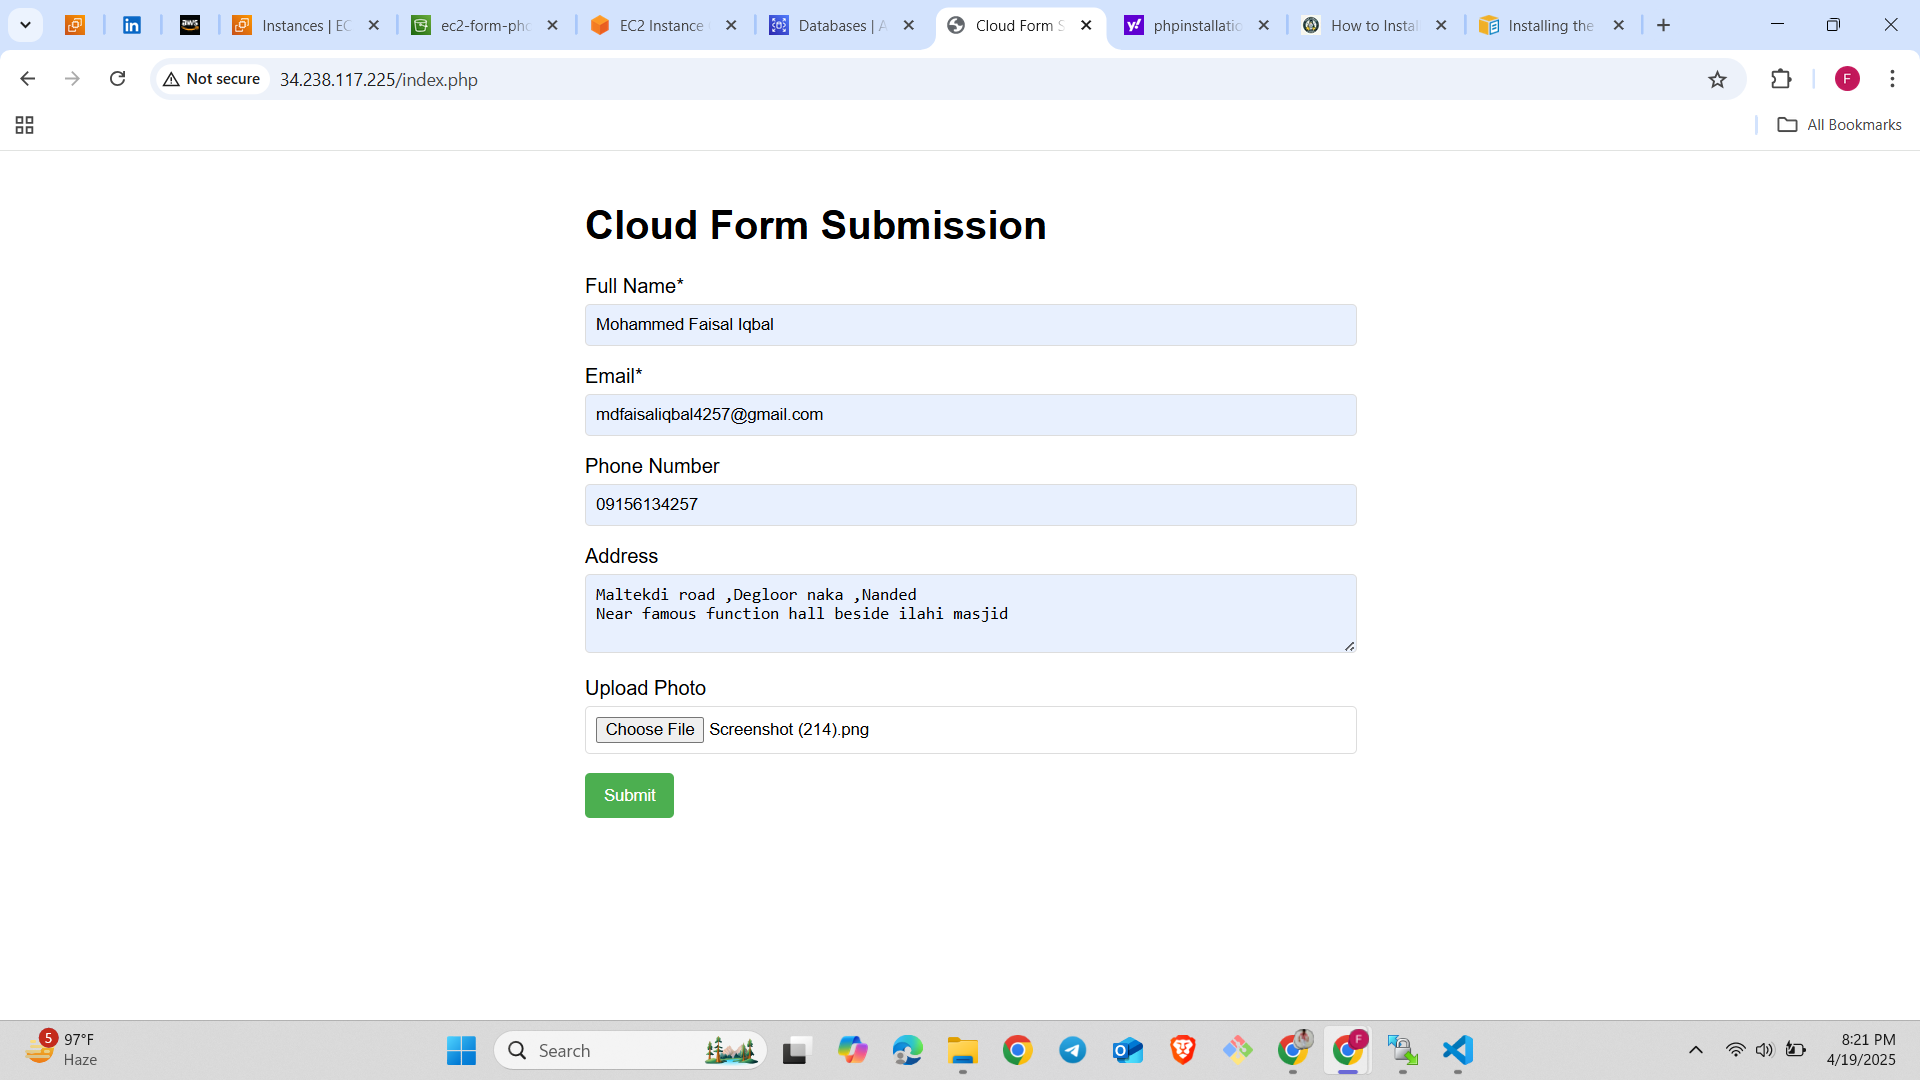 Instances | EC
ec2-form-pho
EC2 Instance
Databases | A
Cloud Form S
phpinstallatio
How to Instal
Installing the
Not secure
34.238.117.225/index.php
F
All Bookmarks
Cloud Form Submission
Full Name*
Mohammed Faisal Iqbal
Email*
mdfaisaliqbal4257@gmail.com
Phone Number
09156134257
Address
Maltekdi road ,Degloor naka ,Nanded
Near famous function hall beside ilahi masjid
Upload Photo
Choose File Screenshot (214).png
Submit
5
97°F
Haze
Search
F
8:21 PM
4/19/2025